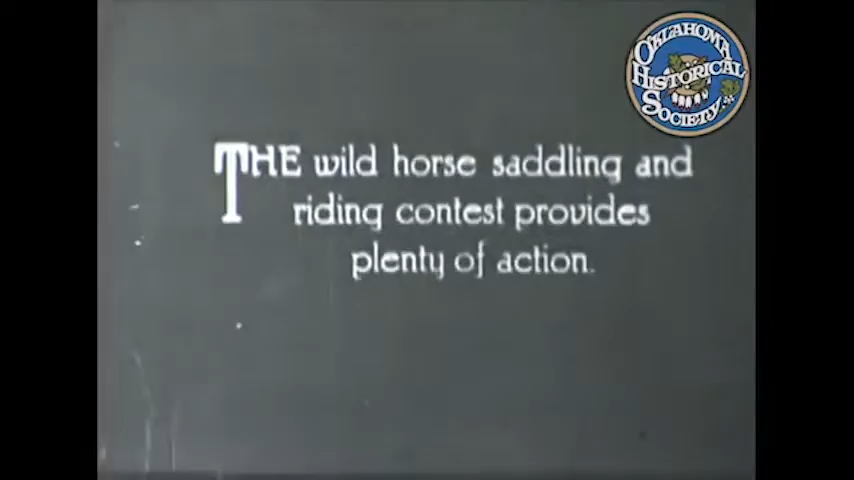 OKLAHOMA
HISTORICAL
SOCIETY
THE wild horse saddling and
riding contest provides
plenty of action.